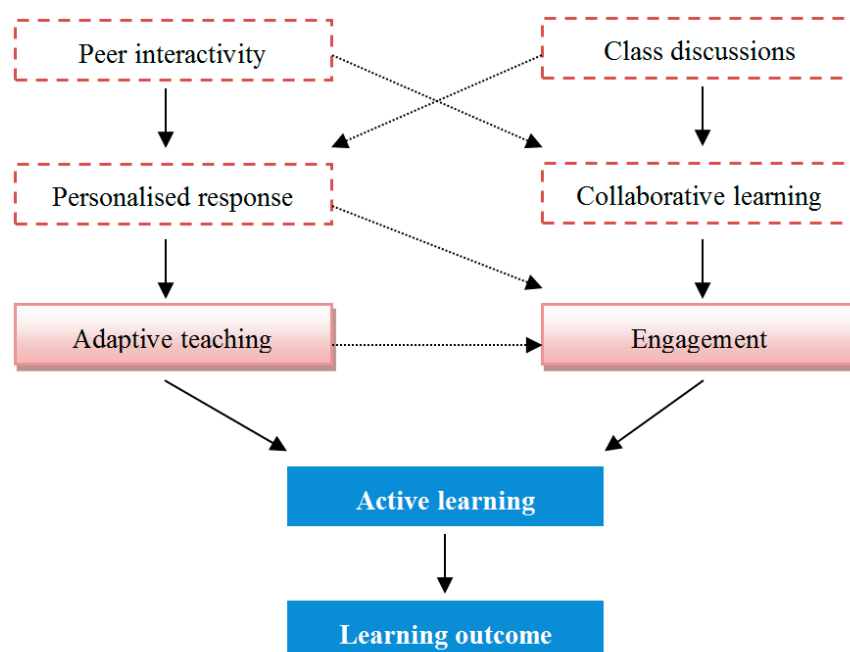 Peer interactivity
Class discussions
Personalised response
Collaborative learning
Adaptive teaching
Engagement
Active learning
Learning outcome